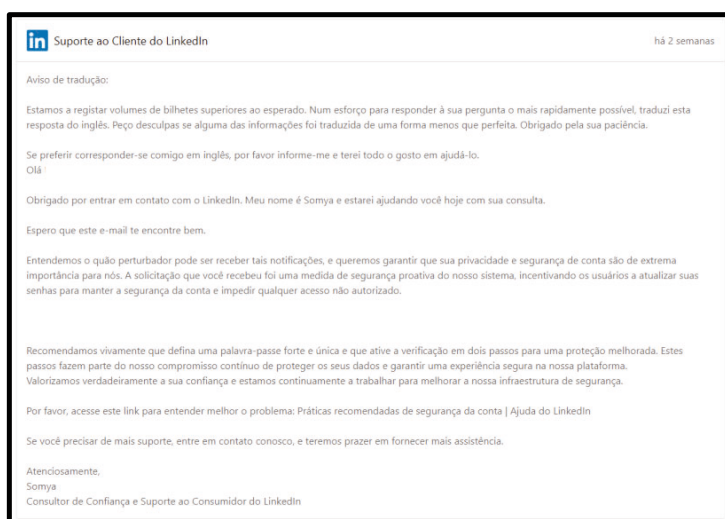 in Suporte ao Cliente do LinkedIn
há 2 semanas
Aviso de tradução:
Estamos a registar volumes de bilhetes superiores ao esperado. Num esforço para responder à sua pergunta o mais rapidamente possível, traduzi esta
resposta do inglês. Peço desculpas se alguma das informações foi traduzida de uma forma menos que perfeita. Obrigado pela sua paciência.
Se preferir corresponder-se comigo em inglês, por favor informe-me e terei todo o gosto em ajudá-lo.
Olá
Obrigado por entrar em contato com o LinkedIn. Meu nome é Somya e estarei ajudando você hoje com sua consulta.
Espero que este e-mail te encontre bem.
Entendemos o quão perturbador pode ser receber tais notificações, e queremos garantir que sua privacidade e segurança de conta são de extrema
importância para nós. A solicitação que você recebeu foi uma medida de segurança proativa do nosso sistema, incentivando os usuários a atualizar suas
senhas para manter a segurança da conta e impedir qualquer acesso não autorizado.
Recomendamos vivamente que defina uma palavra-passe forte e única e que ative a verificação em dois passos para uma proteção melhorada. Estes
passos fazem parte do nosso compromisso contínuo de proteger os seus dados e garantir uma experiência segura na nossa plataforma.
Valorizamos verdadeiramente a sua confiança e estamos continuamente a trabalhar para melhorar a nossa infraestrutura de segurança.
Por favor, acesse este link para entender melhor o problema: Práticas recomendadas de segurança da conta | Ajuda do LinkedIn
Se você precisar de mais suporte, entre em contato conosco, e teremos prazer em fornecer mais assistência.
Atenciosamente,
Somya
Consultor de Confiança e Suporte ao Consumidor do LinkedIn